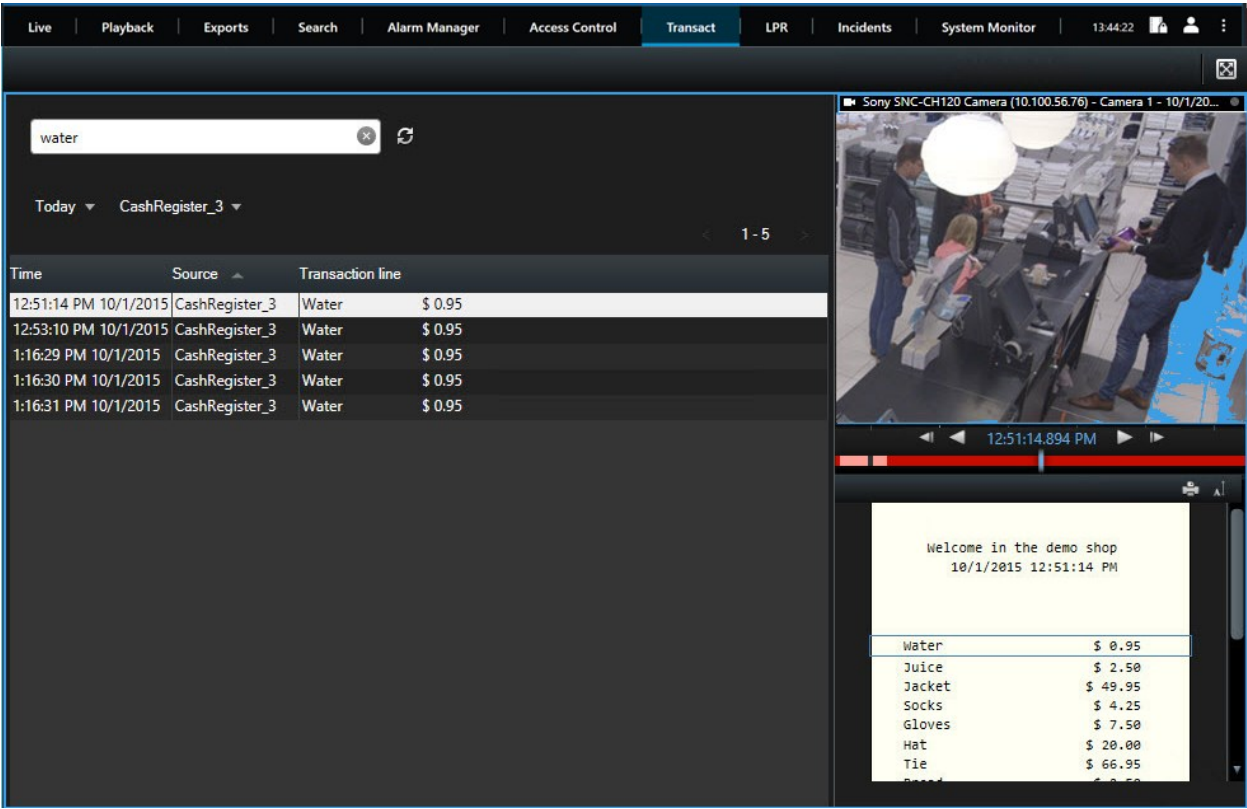 Live Playback Exports Search Alarm Manager Access Control Transact LPR Incidents System Monitor 13:44:22
Sony SNC-CH120 Camera (10.100.56.76) - Camera 1 - 10/1/20...
water
Today CashRegister_3
< 1 - 5 >
Time Source Transaction line
12:51:14 PM 10/1/2015 CashRegister_3 Water $ 0.95
12:53:10 PM 10/1/2015 CashRegister_3 Water $ 0.95
1:16:29 PM 10/1/2015 CashRegister_3 Water $ 0.95
1:16:30 PM 10/1/2015 CashRegister_3 Water $ 0.95
1:16:31 PM 10/1/2015 CashRegister_3 Water $ 0.95
12:51:14.894 PM
Welcome in the demo shop
10/1/2015 12:51:14 PM
Water $ 0.95
Juice $ 2.50
Jacket $ 49.95
Socks $ 4.25
Gloves $ 7.50
Hat $ 20.00
Tie $ 66.95